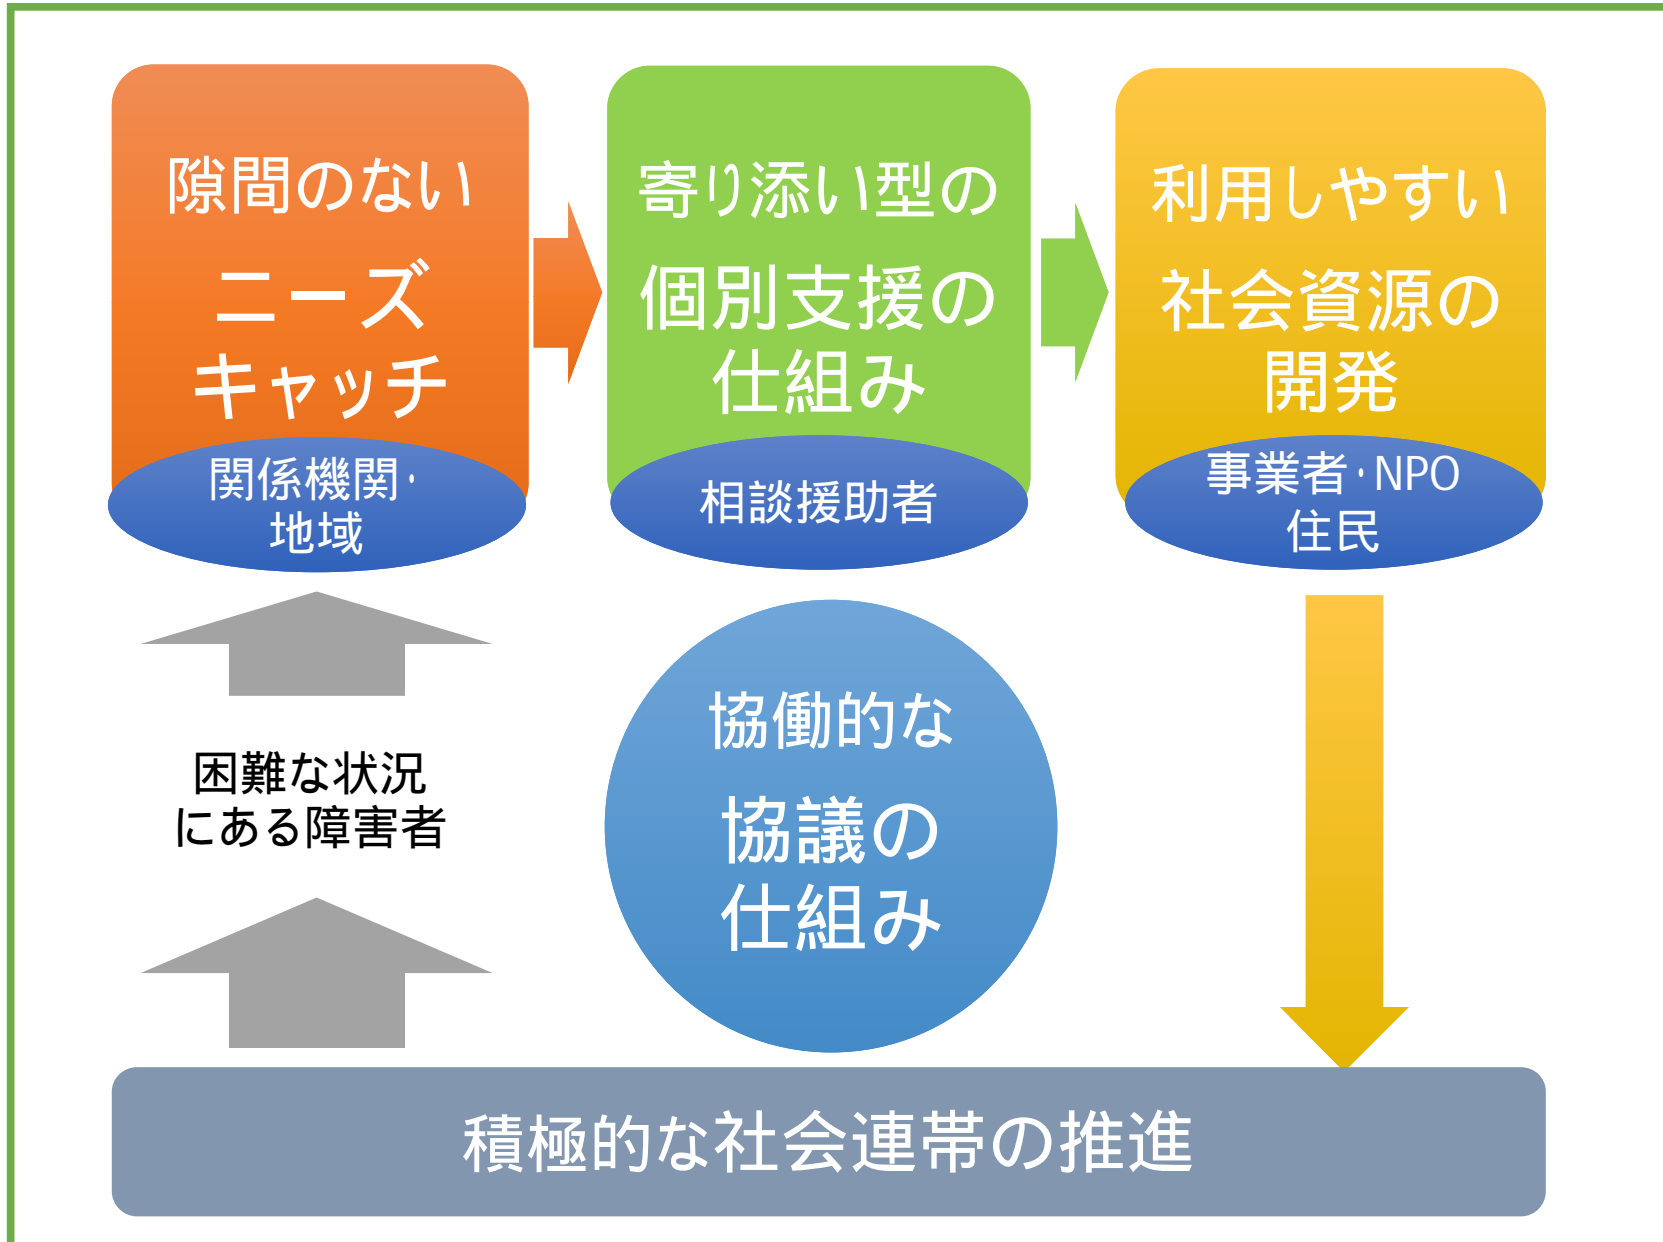 隙間のない
ニーズ
キャッチ
関係機関・
地域
寄り添い型の
個別支援の
仕組み
相談援助者
利用しやすい
社会資源の
開発
事業者・NPO
住民
困難な状況
にある障害者
協働的な
協議の
仕組み
積極的な社会連帯の推進